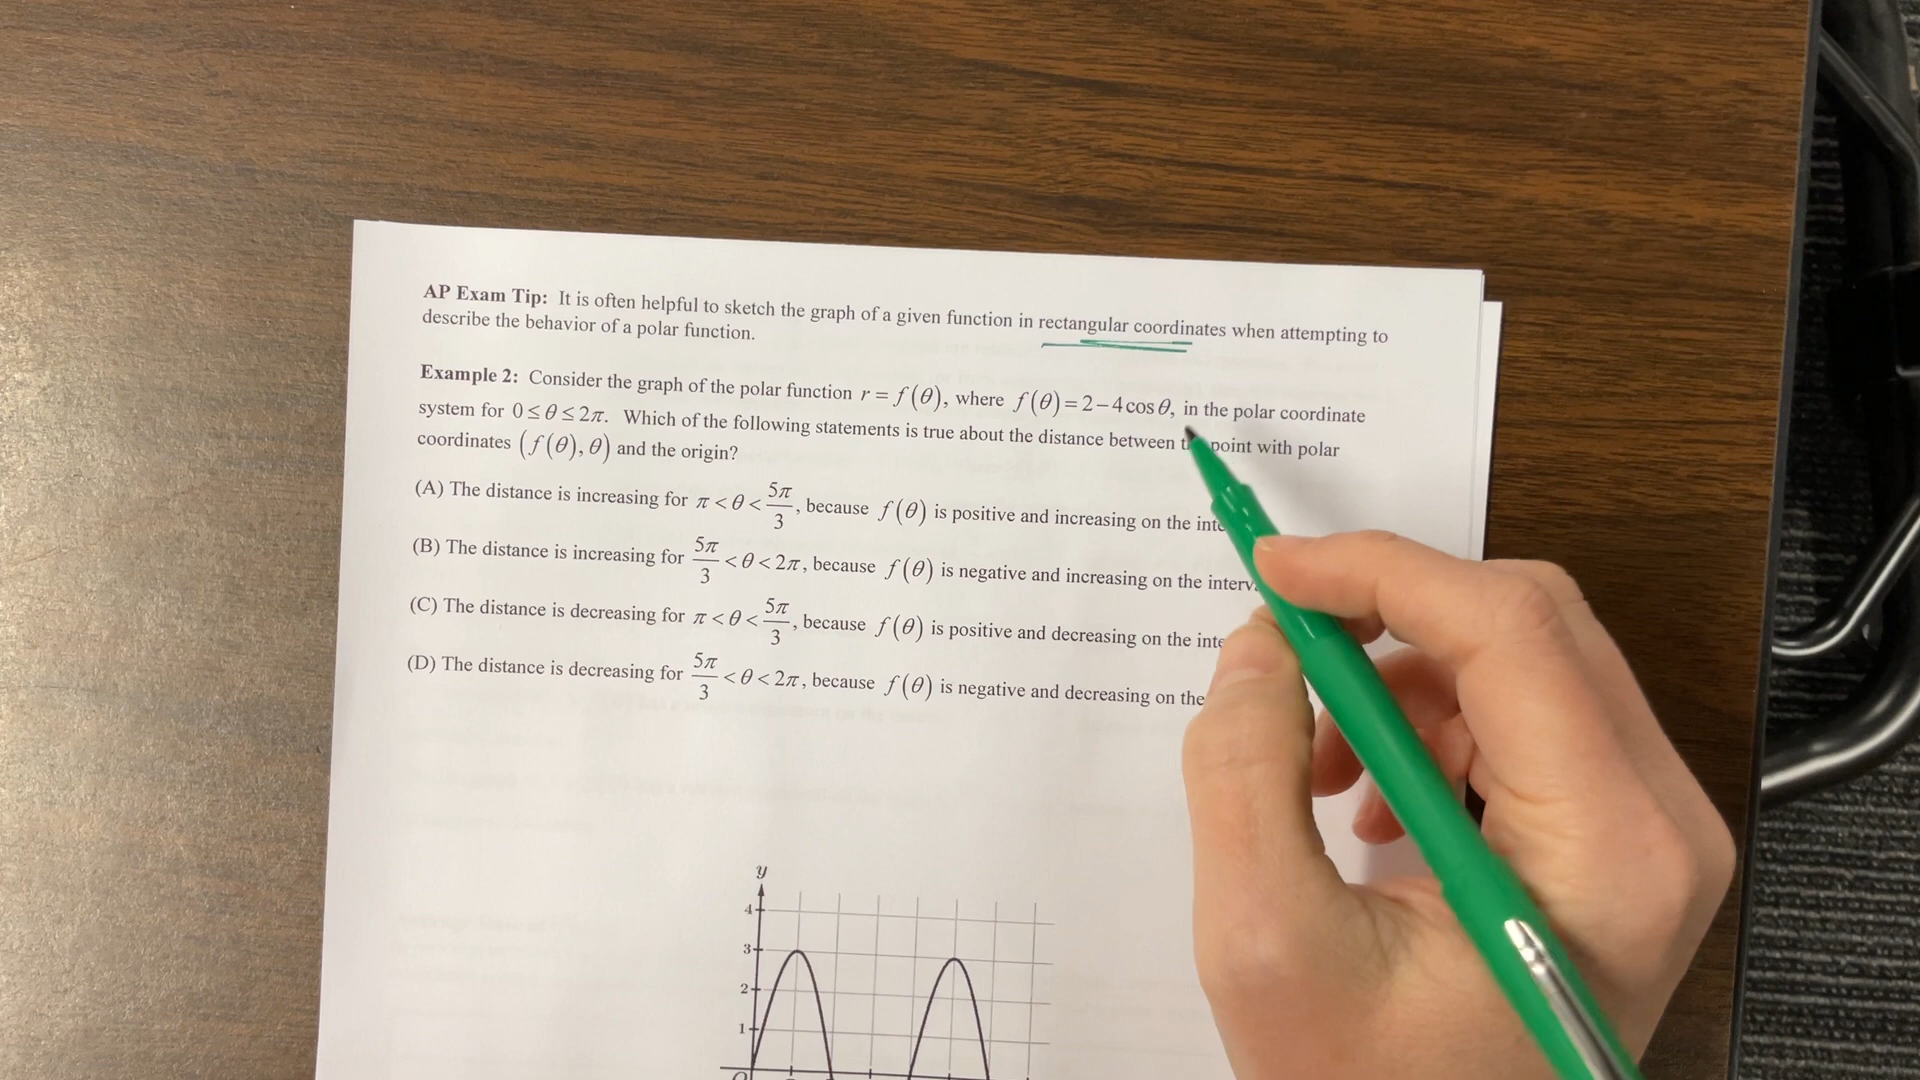 AP Exam Tip: It is often helpful to sketch the graph of a given function in rectangular coordinates when attempting to
describe the behavior of a polar function.
Example 2: Consider the graph of the polar function r = f(θ), where f(θ) = 2 − 4 cos θ, in the polar coordinate
system for 0 ≤ θ ≤ 2π. Which of the following statements is true about the distance between point with polar
coordinates (f(θ), θ) and the origin?
(A) The distance is increasing for π < θ < 5π/3, because f(θ) is positive and increasing on the
(B) The distance is increasing for 5π/3 < θ < 2π, because f(θ) is negative and increasing on the
(C) The distance is decreasing for π < θ < 5π/3, because f(θ) is positive and decreasing on the
(D) The distance is decreasing for 5π/3 < θ < 2π, because f(θ) is negative and decreasing on the
y
4
3
2
1